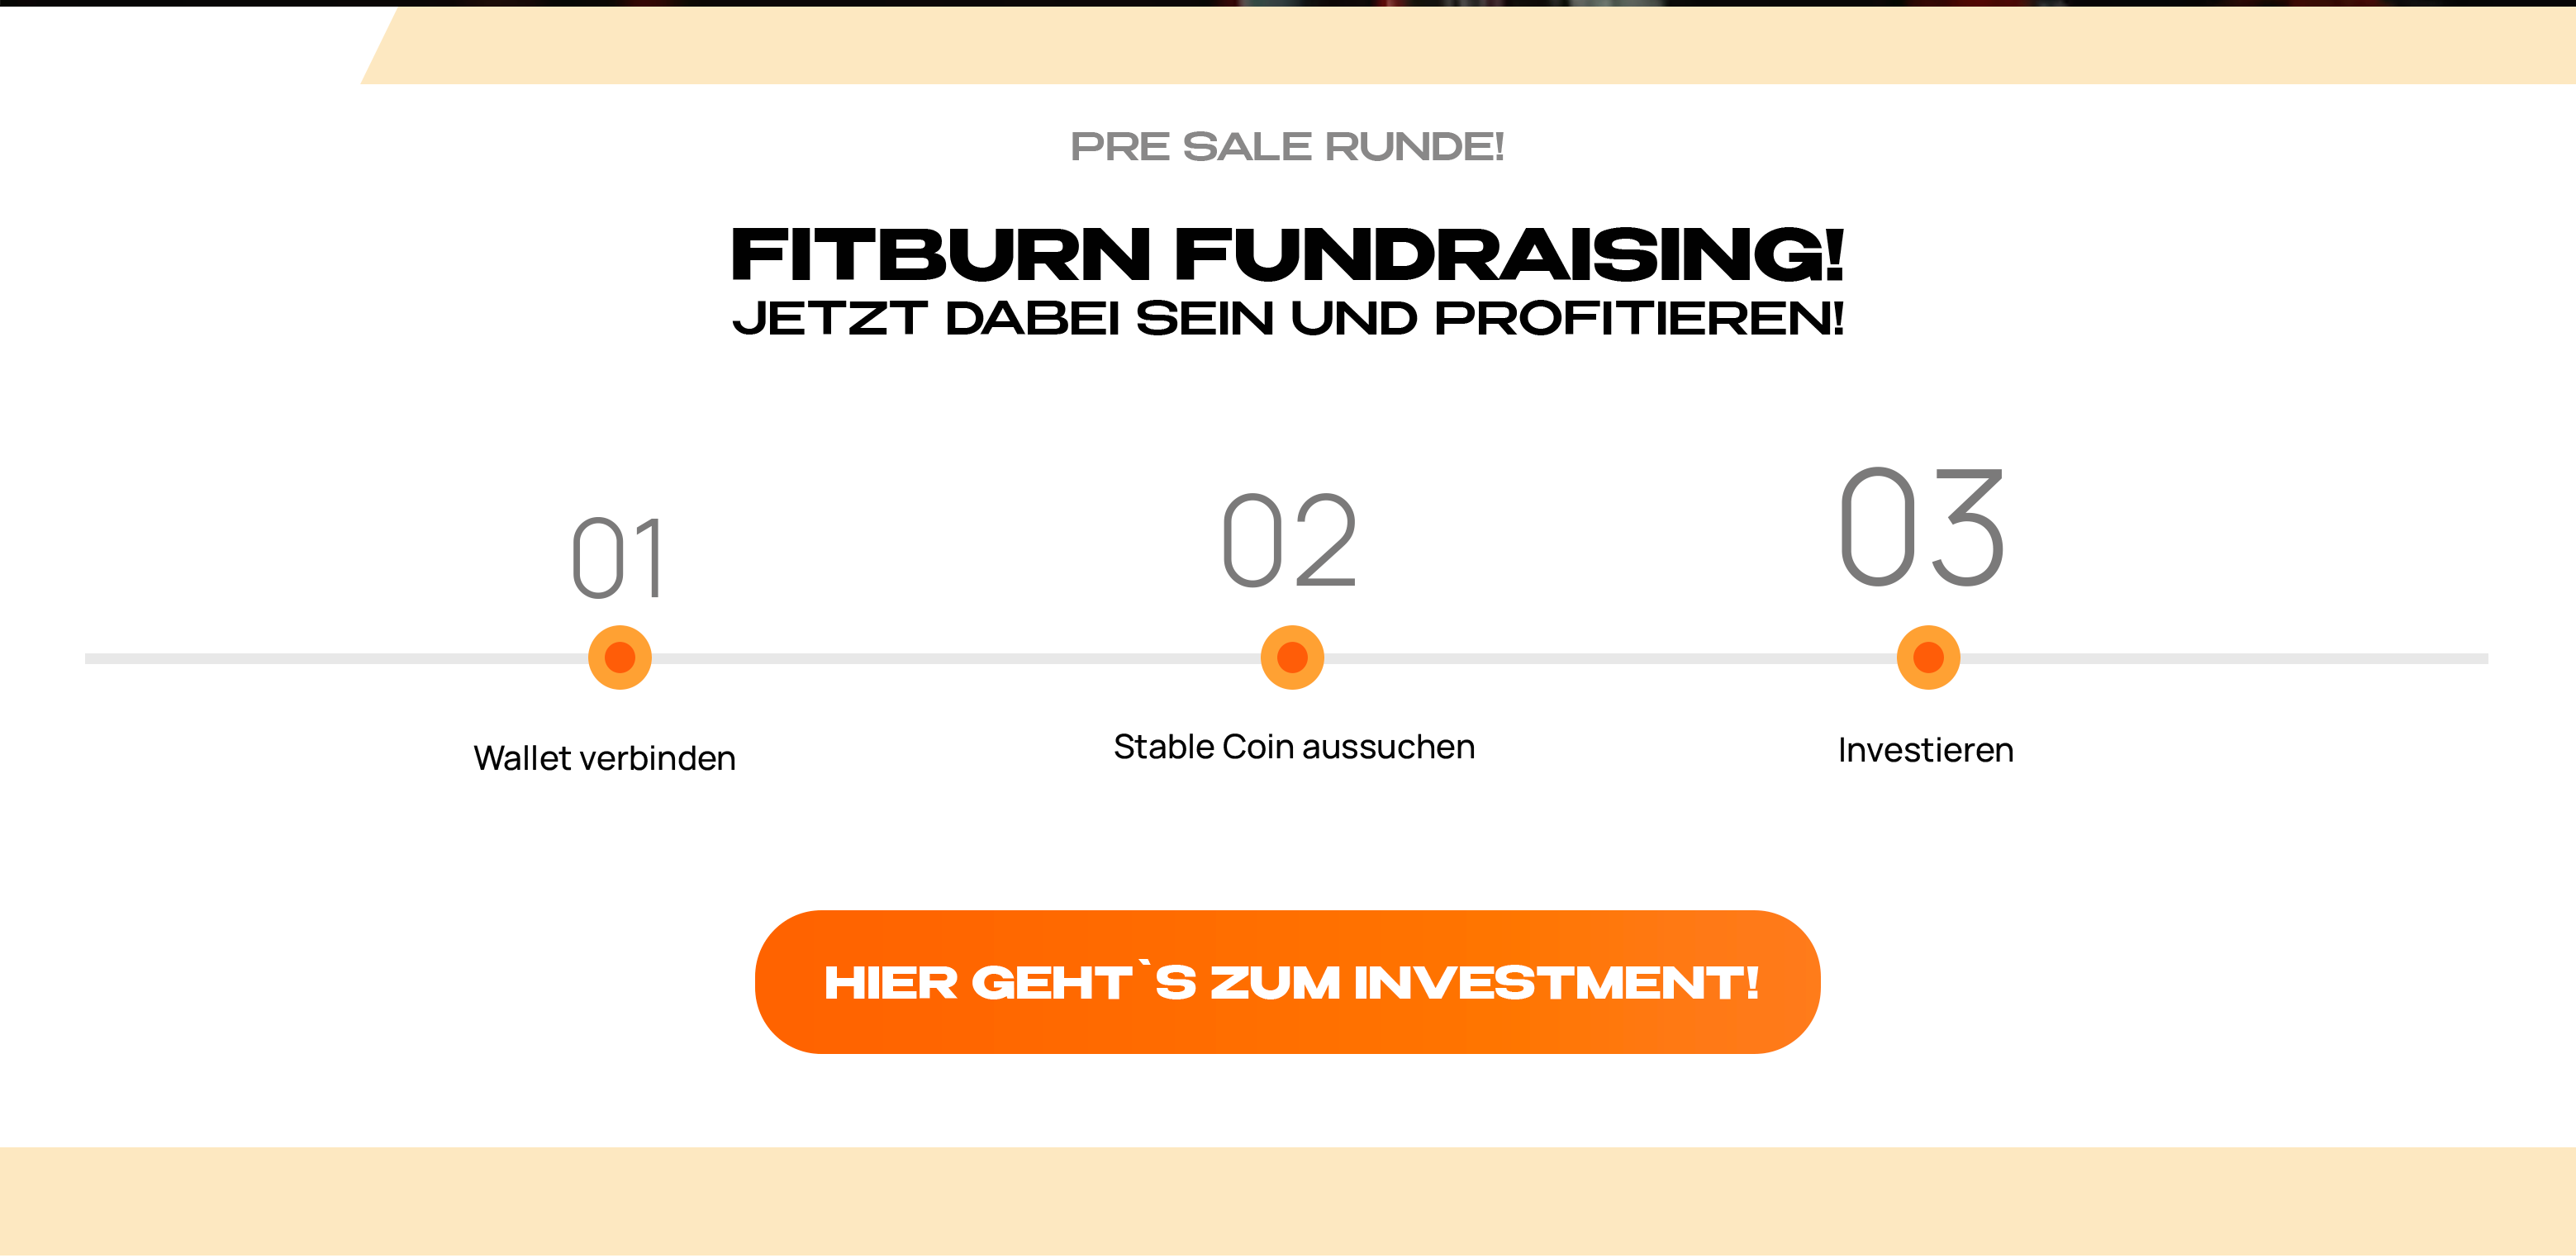 PRE SALE RUNDE!
FITBURN FUNDRAISING!
JETZT DABEI SEIN UND PROFITIEREN!
01
02
03
Wallet verbinden
Stable Coin aussuchen
Investieren
HIER GEHT`S ZUM INVESTMENT!